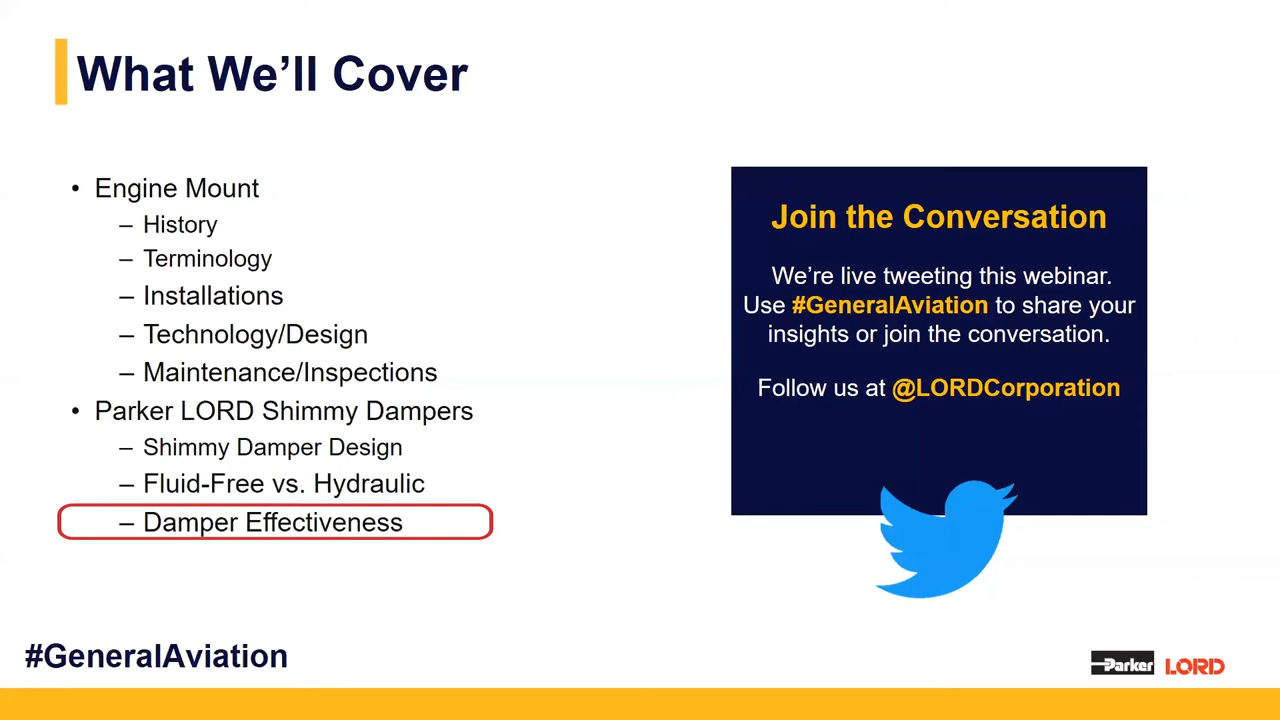 What We’ll Cover
• Engine Mount
– History
– Terminology
– Installations
– Technology/Design
– Maintenance/Inspections
• Parker LORD Shimmy Dampers
– Shimmy Damper Design
– Fluid-Free vs. Hydraulic
– Damper Effectiveness
Join the Conversation
We’re live tweeting this webinar.
Use #GeneralAviation to share your
insights or join the conversation.
Follow us at @LORDCorporation
#GeneralAviation
Parker LORD